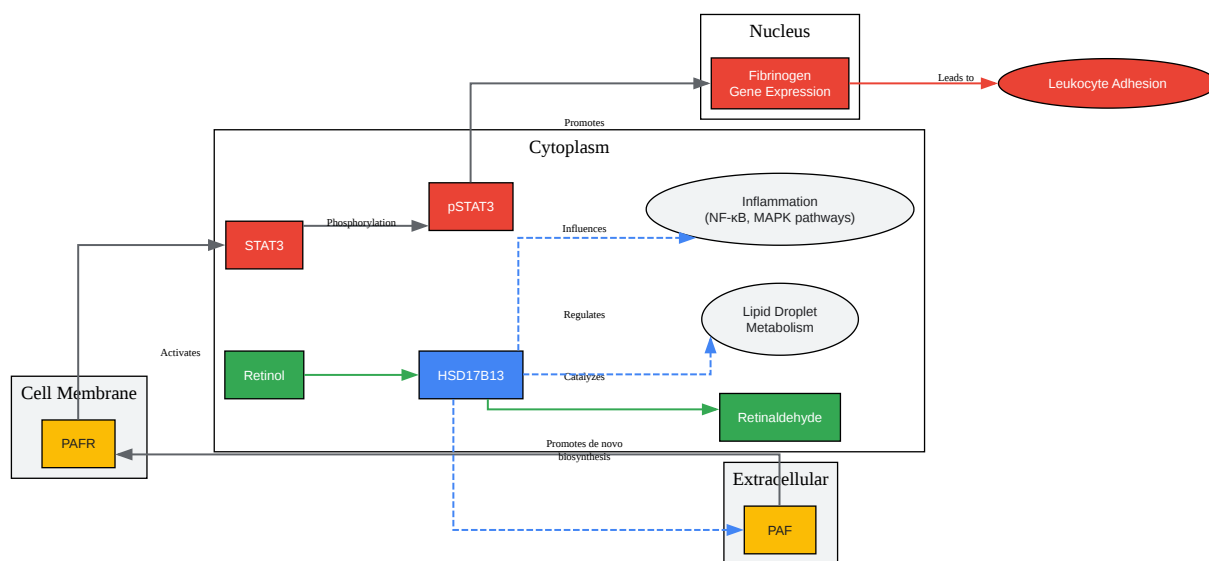 Nucleus
Fibrinogen
Gene Expression
Leads to
Leukocyte Adhesion
Promotes
Cytoplasm
pSTAT3
Inflammation
(NF-κB, MAPK pathways)
Phosphorylation
Influences
STAT3
Lipid Droplet
Metabolism
Regulates
Activates
Retinol
HSD17B13
Catalyzes
Cell Membrane
Retinaldehyde
PAFR
Promotes de novo
biosynthesis
Extracellular
PAF